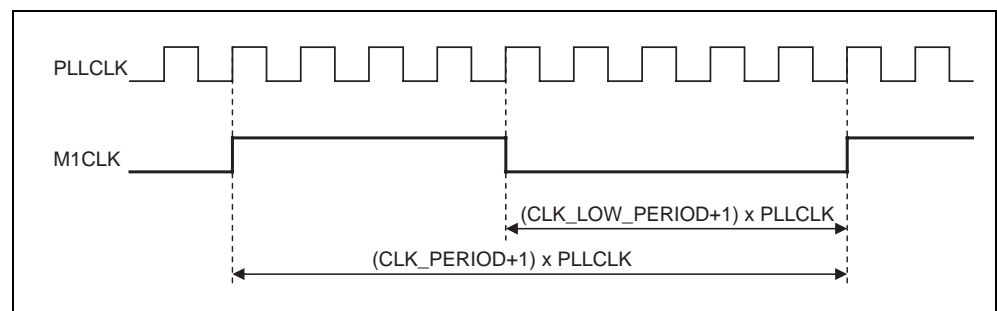 PLLCLK
M1CLK
(CLK_LOW_PERIOD+1) x PLLCLK
(CLK_PERIOD+1) x PLLCLK